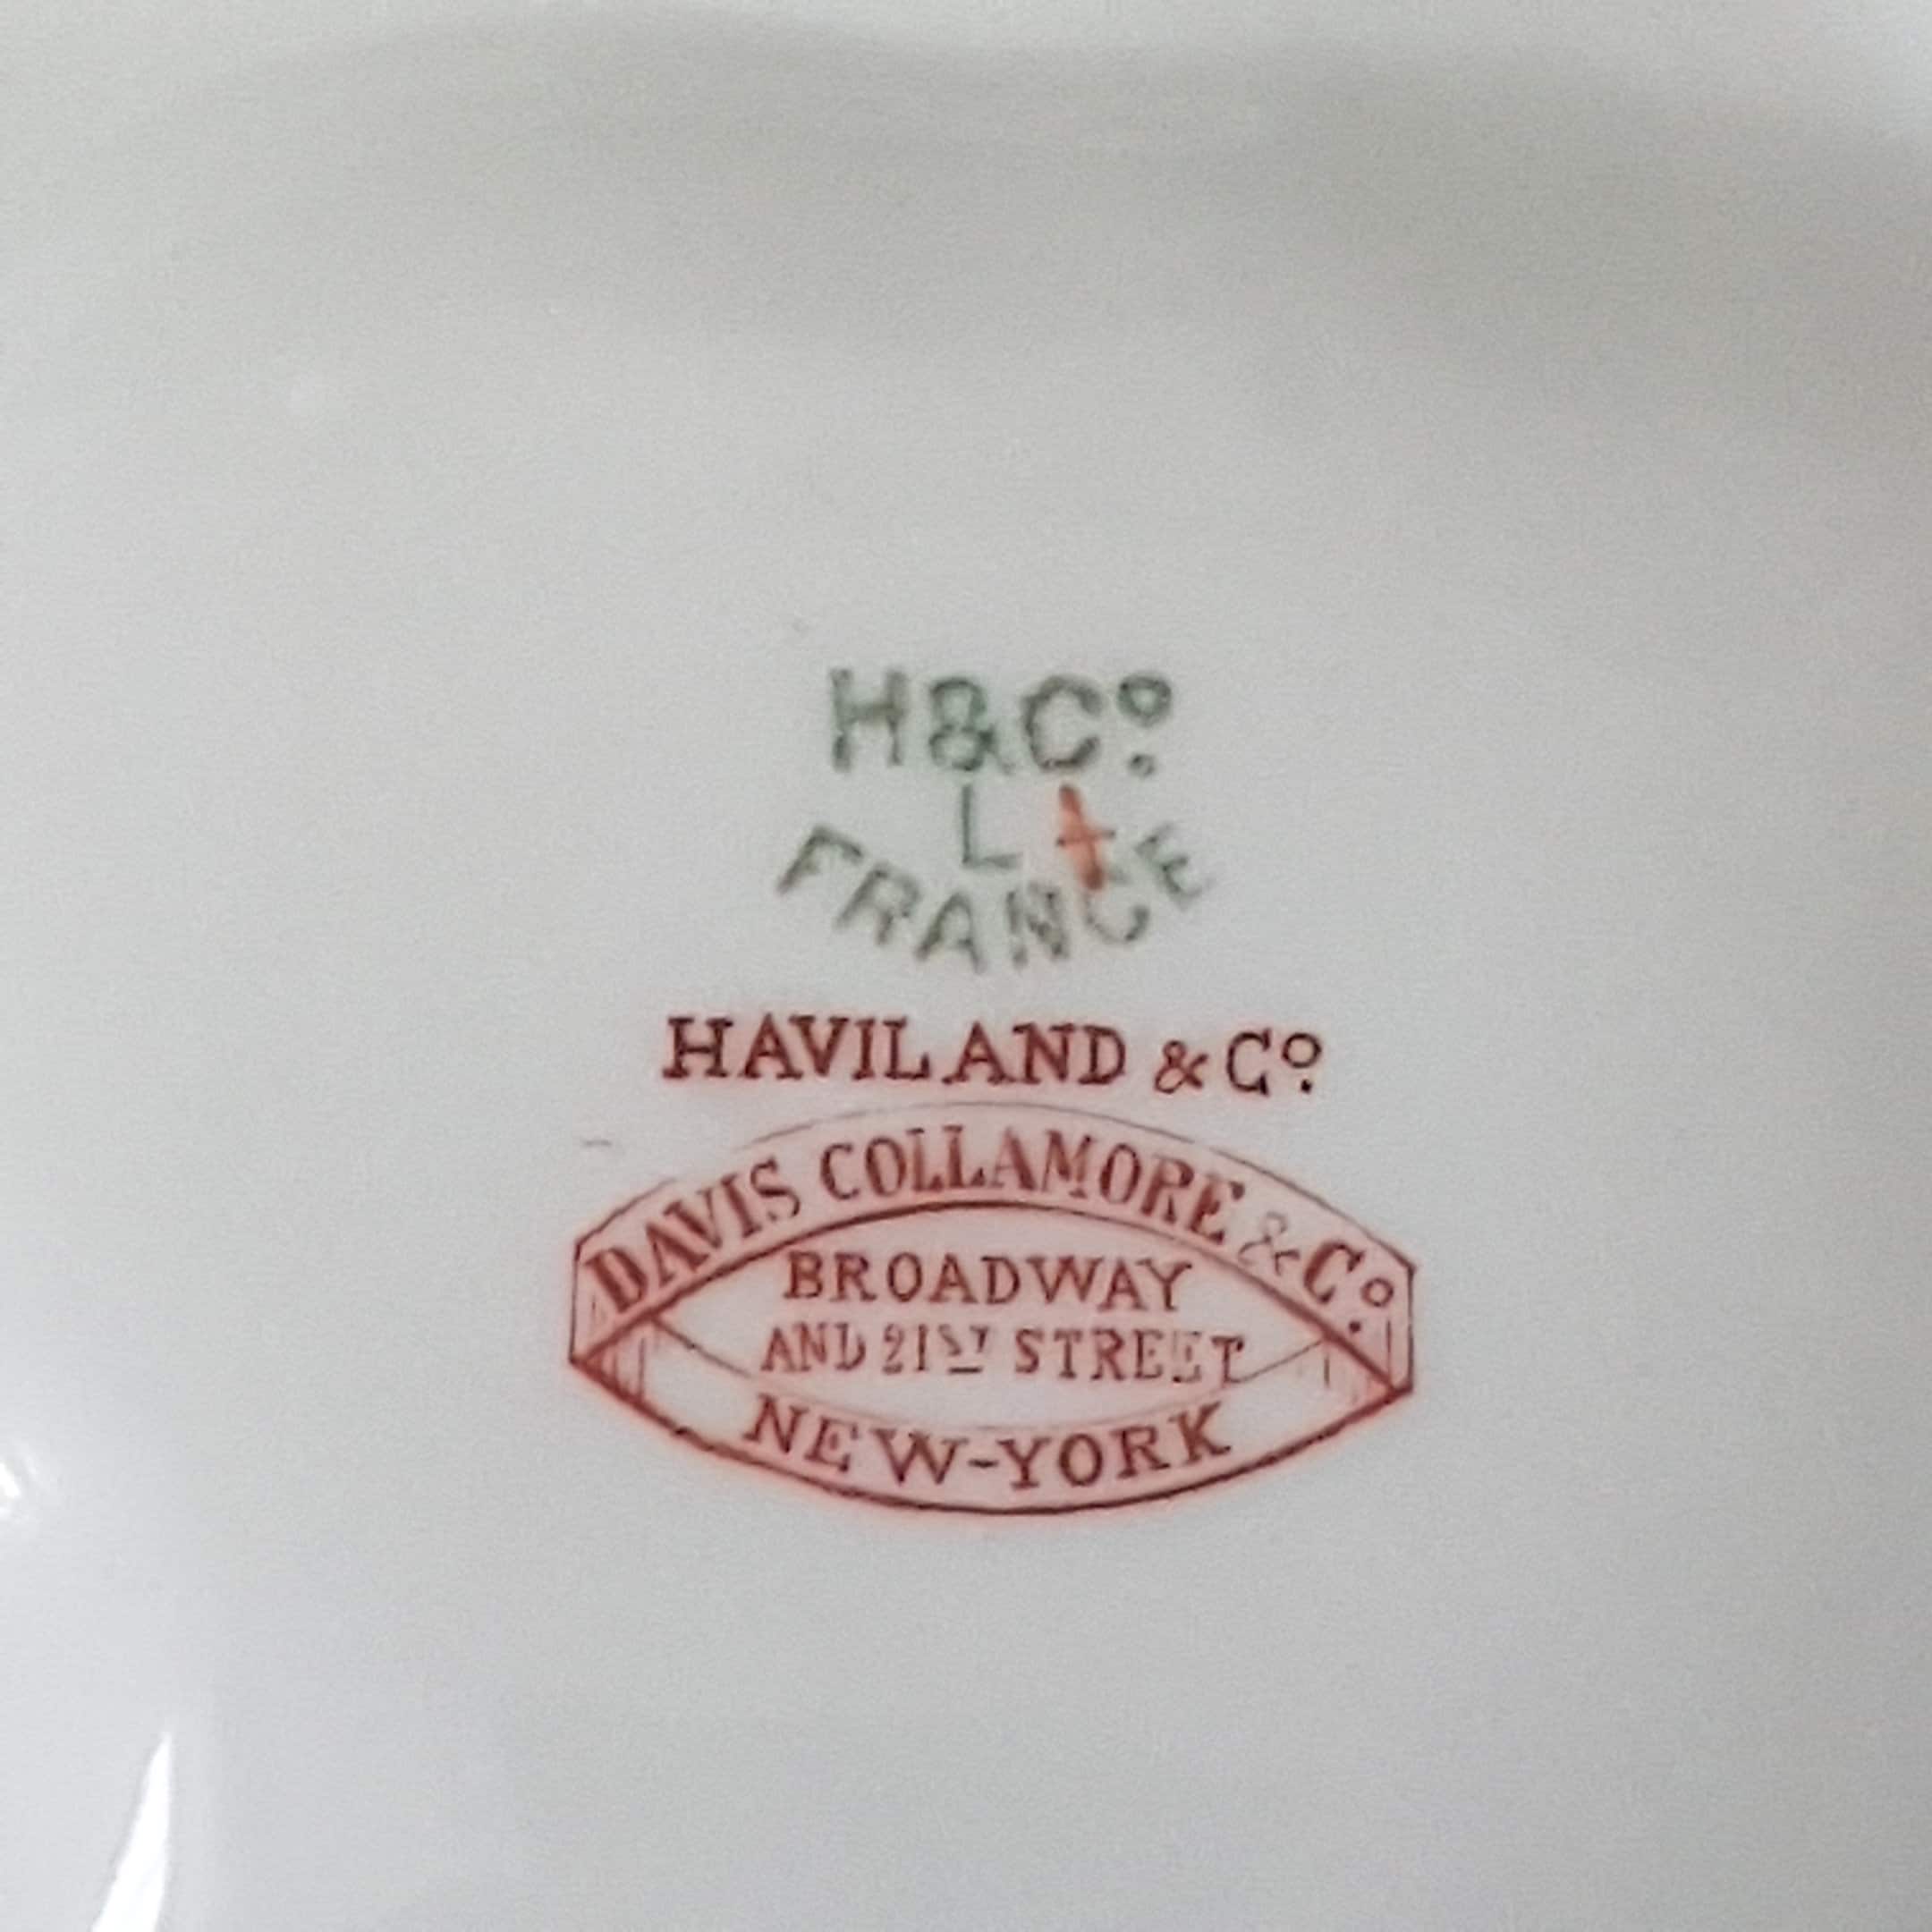 H&Cº
L
FRANCE
HAVILAND & Cº
DAVIS COLLAMORE & Cº
BROADWAY
AND 21ST STREET
NEW-YORK